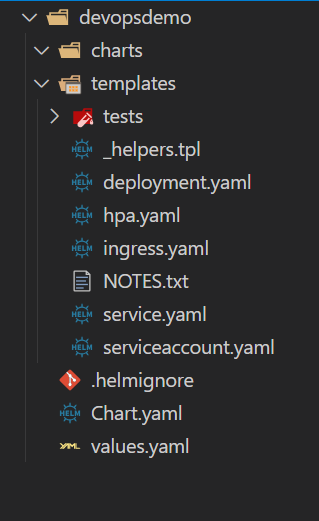 devopsdemo
charts
templates
tests
HELM _helpers.tpl
HELM deployment.yaml
HELM hpa.yaml
HELM ingress.yaml
NOTES.txt
HELM service.yaml
HELM serviceaccount.yaml
.helmignore
HELM Chart.yaml
YAML values.yaml